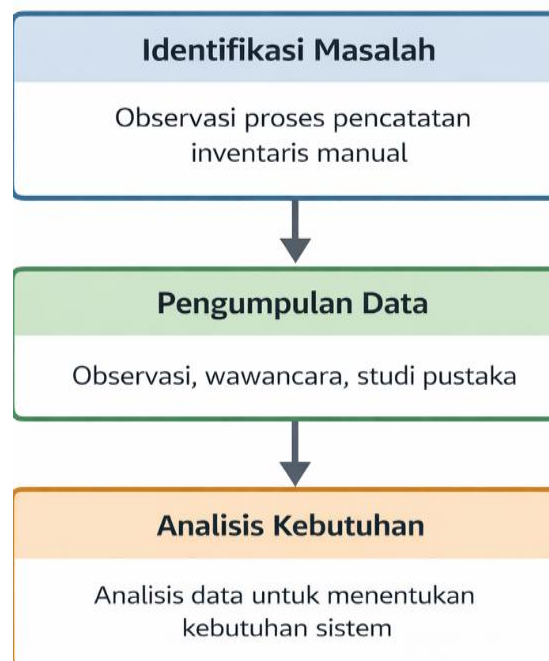 Identifikasi Masalah
Observasi proses pencatatan
inventaris manual
Pengumpulan Data
Observasi, wawancara, studi pustaka
Analisis Kebutuhan
Analisis data untuk menentukan
kebutuhan sistem